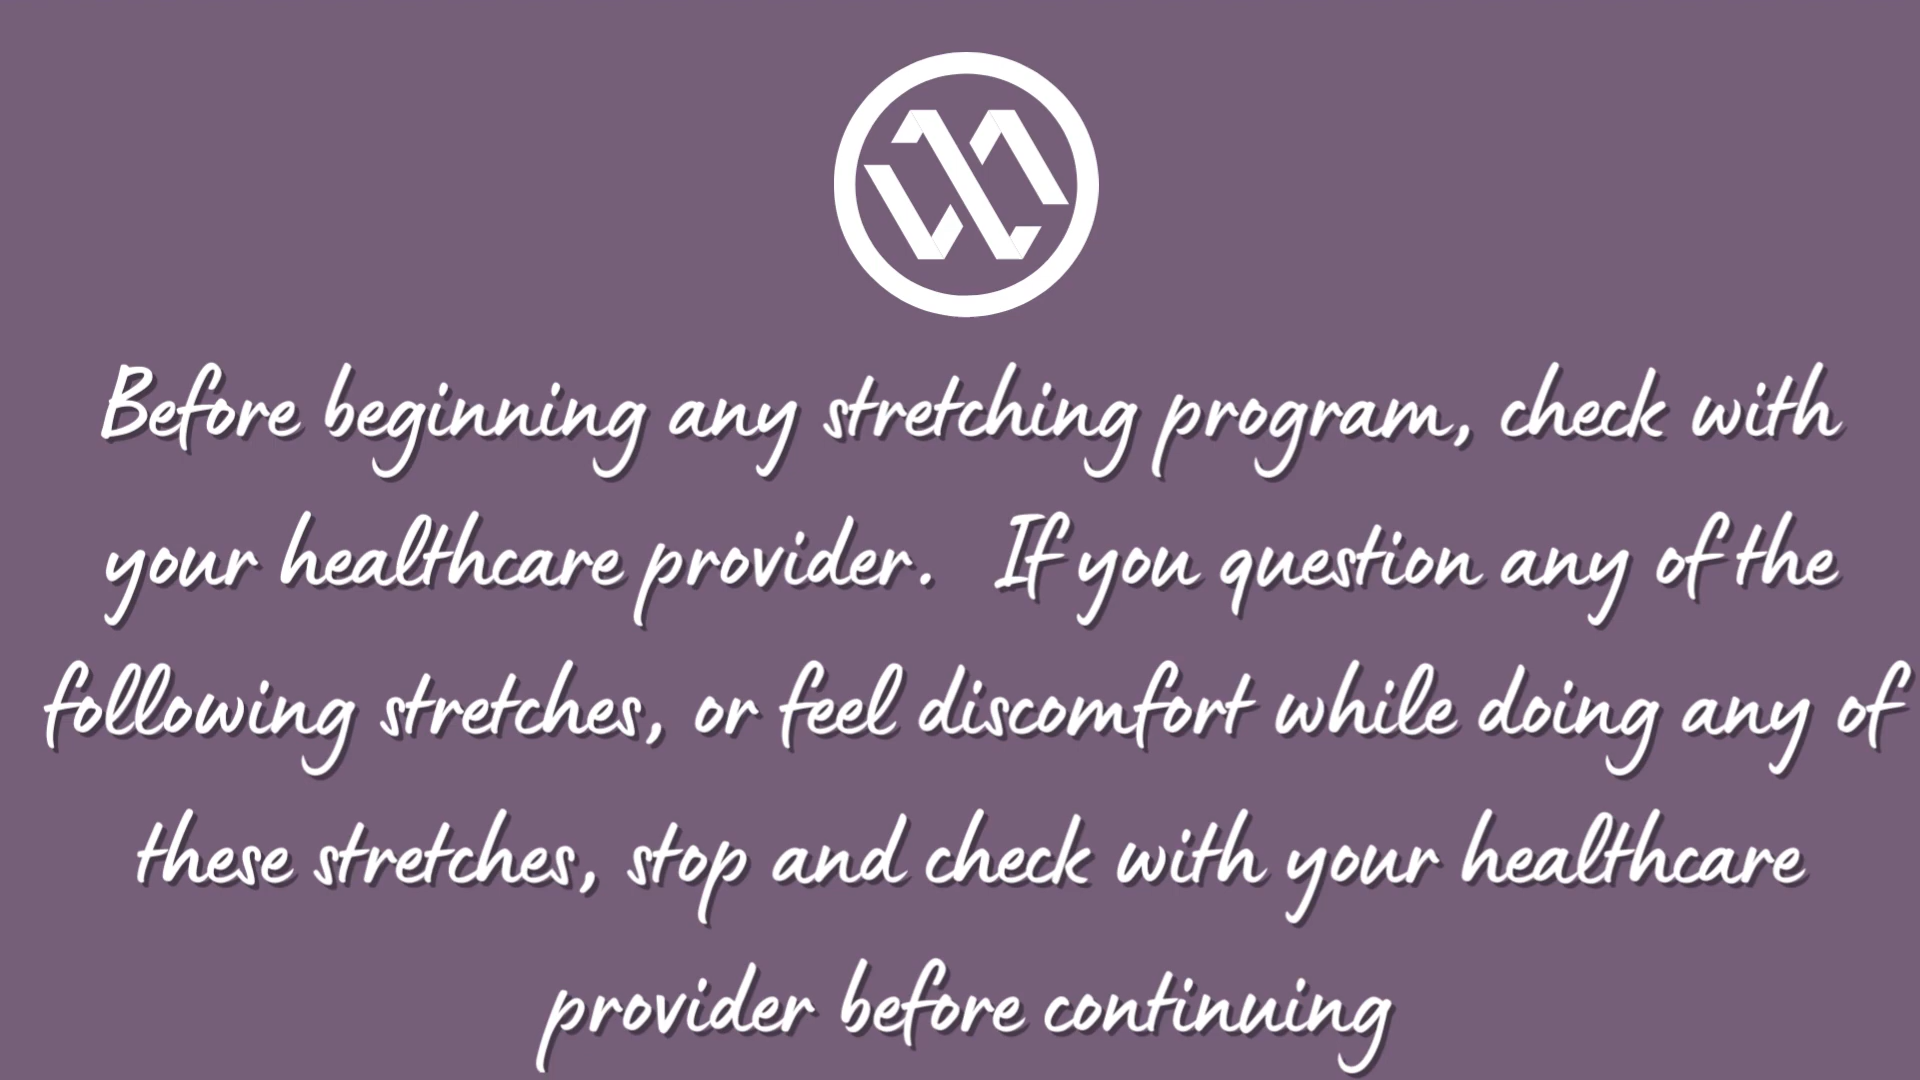 Before beginning any stretching program, check with
your healthcare provider.  If you question any of the
following stretches, or feel discomfort while doing any of
these stretches, stop and check with your healthcare
provider before continuing